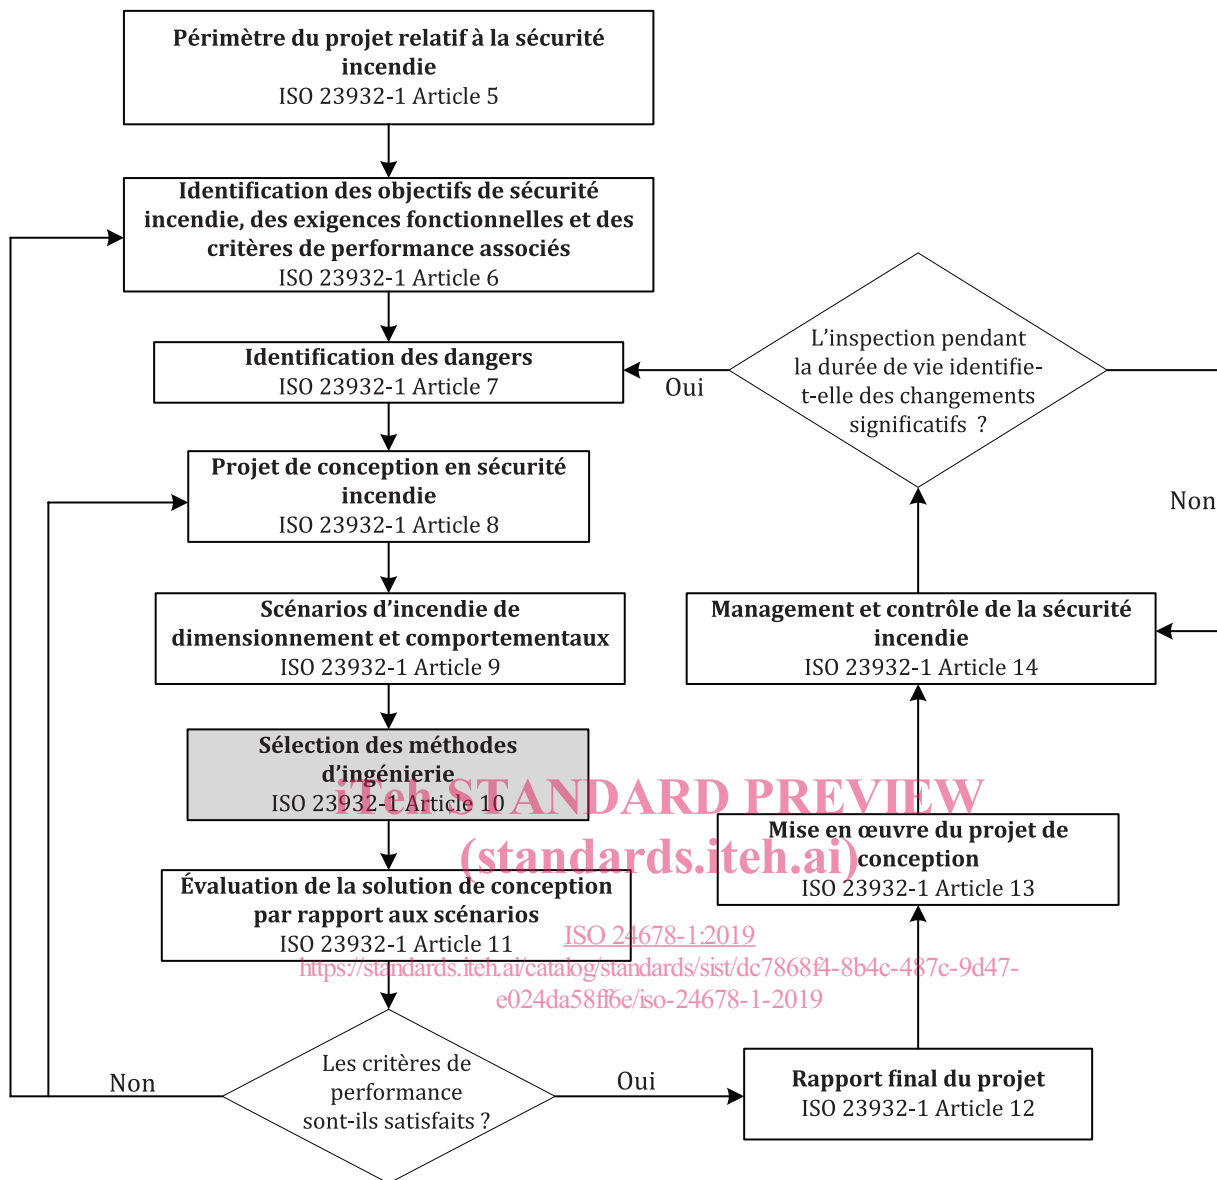 Périmètre du projet relatif à la sécurité
incendie
ISO 23932-1 Article 5
Identification des objectifs de sécurité
incendie, des exigences fonctionnelles et des
critères de performance associés
ISO 23932-1 Article 6
Identification des dangers
ISO 23932-1 Article 7
Oui
L'inspection pendant
la durée de vie identifie-
t-elle des changements
significatifs ?
Non
Projet de conception en sécurité
incendie
ISO 23932-1 Article 8
Scénarios d'incendie de
dimensionnement et comportementaux
ISO 23932-1 Article 9
Management et contrôle de la sécurité
incendie
ISO 23932-1 Article 14
Sélection des méthodes
d'ingénierie
ISO 23932-1 Article 10
iTeh STANDARD PREVIEW
(standards.iteh.ai)
Mise en œuvre du projet de
conception
ISO 23932-1 Article 13
Évaluation de la solution de conception
par rapport aux scénarios
ISO 23932-1 Article 11
ISO 24678-1:2019
https://standards.iteh.ai/catalog/standards/sist/dc7868f4-8b4c-487c-9d47-
e024da58ff6e/iso-24678-1-2019
Non
Les critères de
performance
sont-ils satisfaits ?
Oui
Rapport final du projet
ISO 23932-1 Article 12